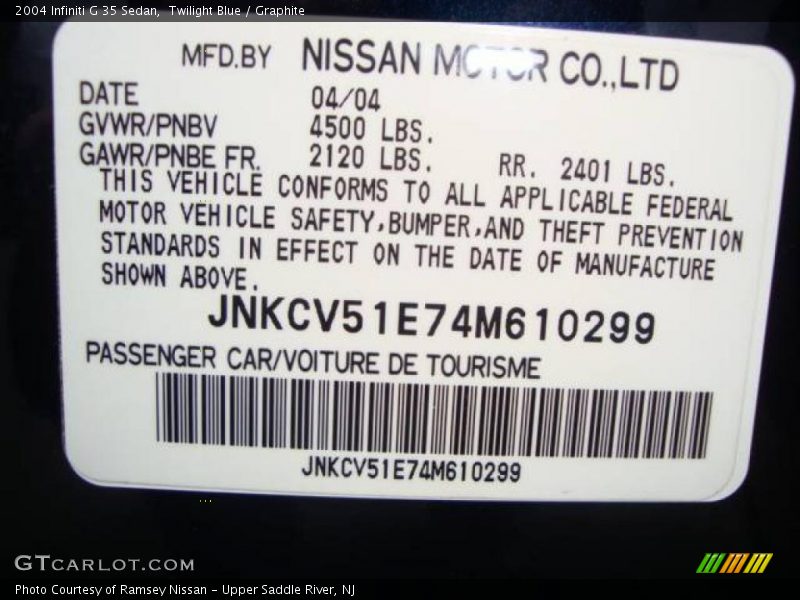 2004 Infiniti G 35 Sedan,  Twilight Blue / Graphite
MFD.BY NISSAN MOTOR CO.,LTD
DATE 04/04
GVWR/PNBV 4500 LBS.
GAWR/PNBE FR. 2120 LBS. RR. 2401 LBS.
THIS VEHICLE CONFORMS TO ALL APPLICABLE FEDERAL
MOTOR VEHICLE SAFETY,BUMPER,AND THEFT PREVENTION
STANDARDS IN EFFECT ON THE DATE OF MANUFACTURE
SHOWN ABOVE.
JNKCV51E74M610299
PASSENGER CAR/VOITURE DE TOURISME
JNKCV51E74M610299
GTCARLOT.COM
Photo Courtesy of Ramsey Nissan - Upper Saddle River, NJ